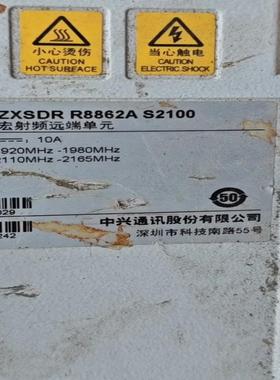 小心烫伤
CAUTION
HOT SURFACE
当心触电
CAUTION
ELECTRIC SHOCK
ZXSDR R8862A S2100
宏射频远端单元
10A
1920MHz -1980MHz
2110MHz -2165MHz
50
029
中兴通讯股份有限公司
242
深圳市科技南路55号